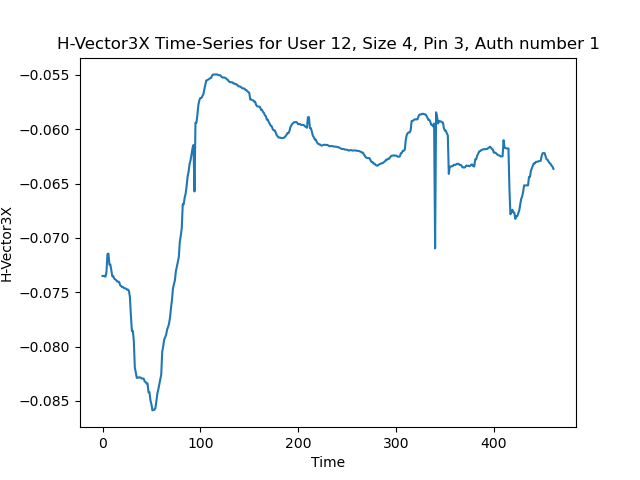 H-Vector3X Time-Series for User 12, Size 4, Pin 3, Auth number 1
−0.055
−0.060
−0.065
−0.070
−0.075
−0.080
−0.085
H-Vector3X
0 100 200 300 400
Time